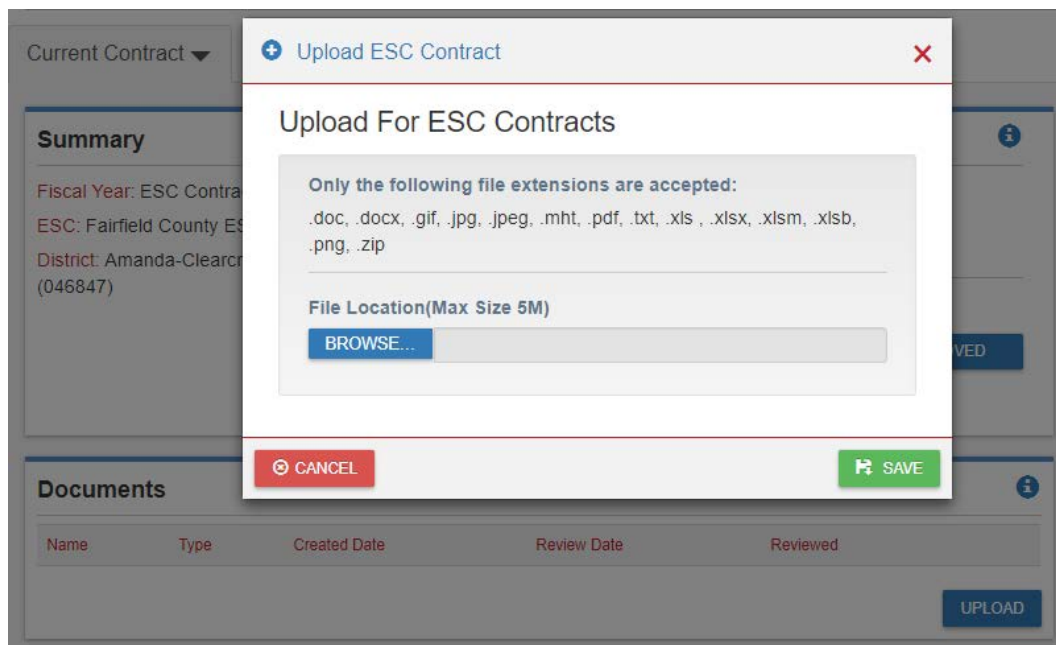 Current Contract
Upload ESC Contract
Upload For ESC Contracts
Only the following file extensions are accepted:
.doc, .docx, .gif, .jpg, .jpeg, .mht, .pdf, .txt, .xls , .xlsx, .xlsm, .xlsb,
.png, .zip
File Location(Max Size 5M)
BROWSE...
CANCEL
SAVE
Summary
Fiscal Year: ESC Contra
ESC: Fairfield County ES
District: Amanda-Clearcr
(046847)
VED
Documents
Name Type Created Date Review Date Reviewed
UPLOAD